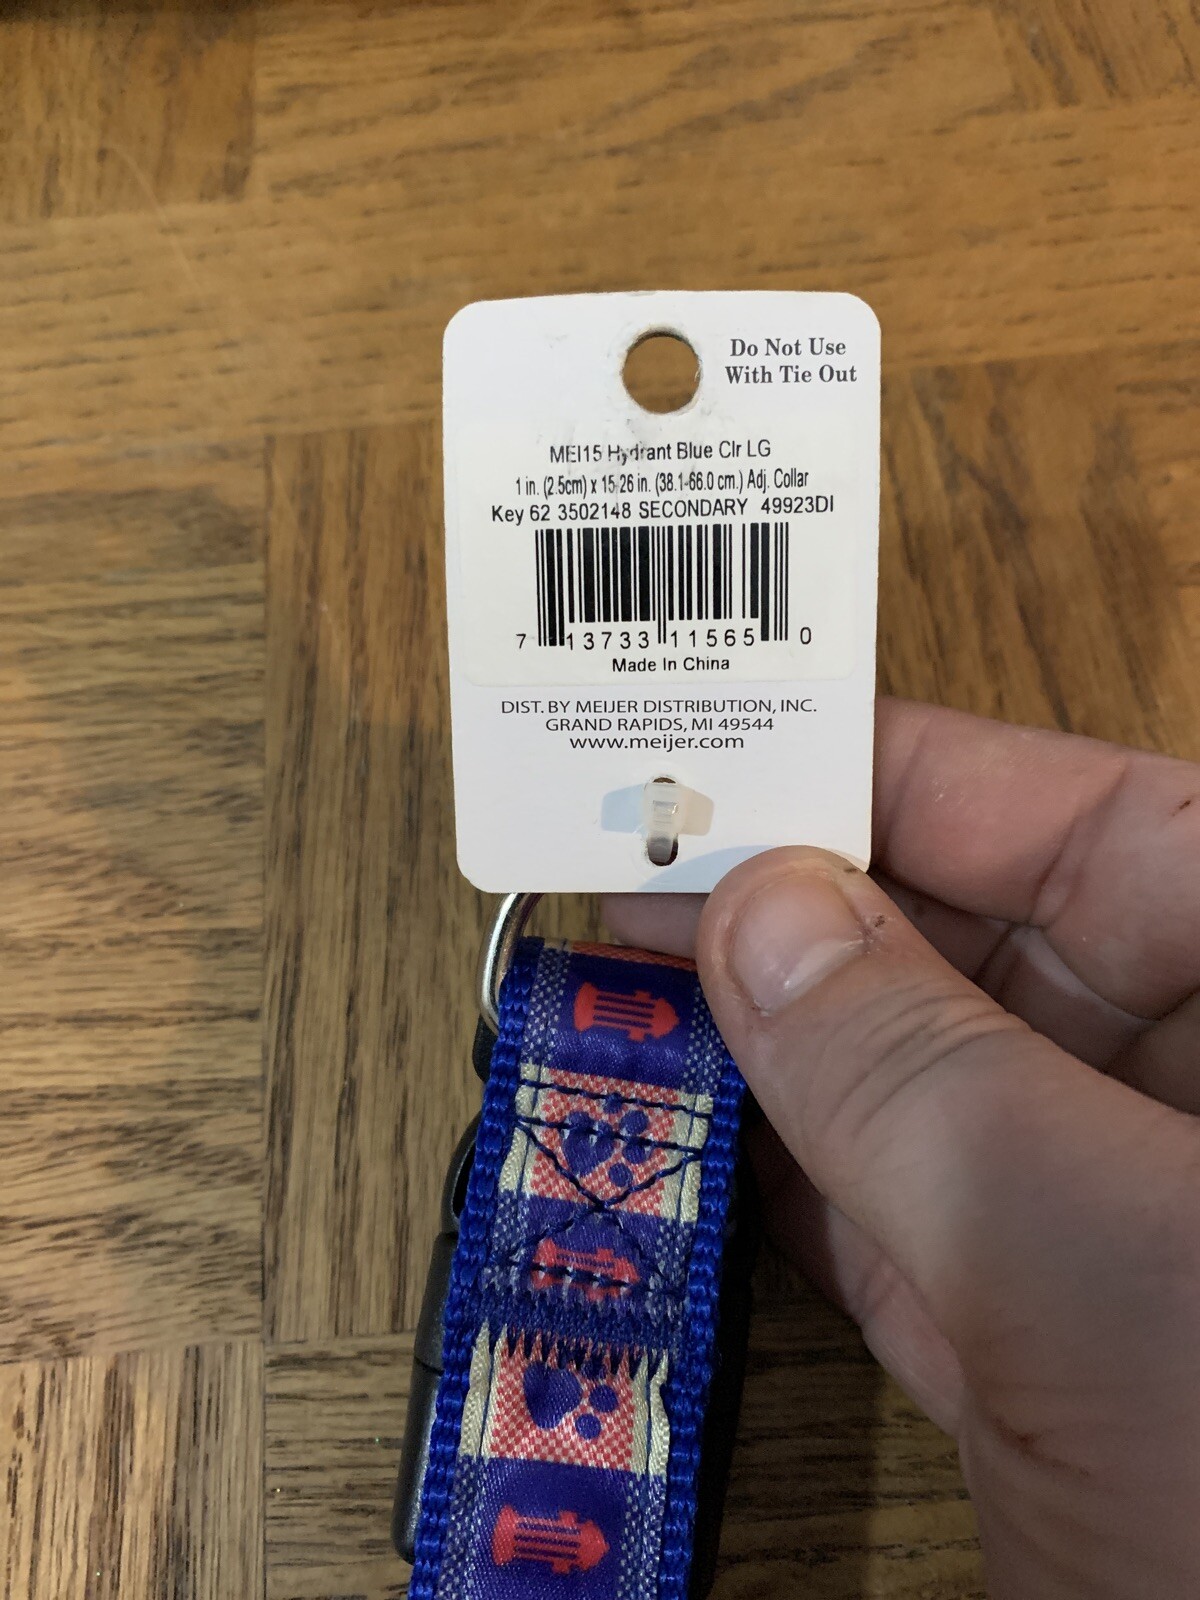 Do Not Use
With Tie Out
MEI15 Hydrant Blue Clr LG
1 in. (2.5cm) x 15-26 in. (38.1-66.0 cm.) Adj. Collar
Key 62 3502148 SECONDARY 49923DI
7 13733 11565 0
Made In China
DIST. BY MEIJER DISTRIBUTION, INC.
GRAND RAPIDS, MI 49544
www.meijer.com